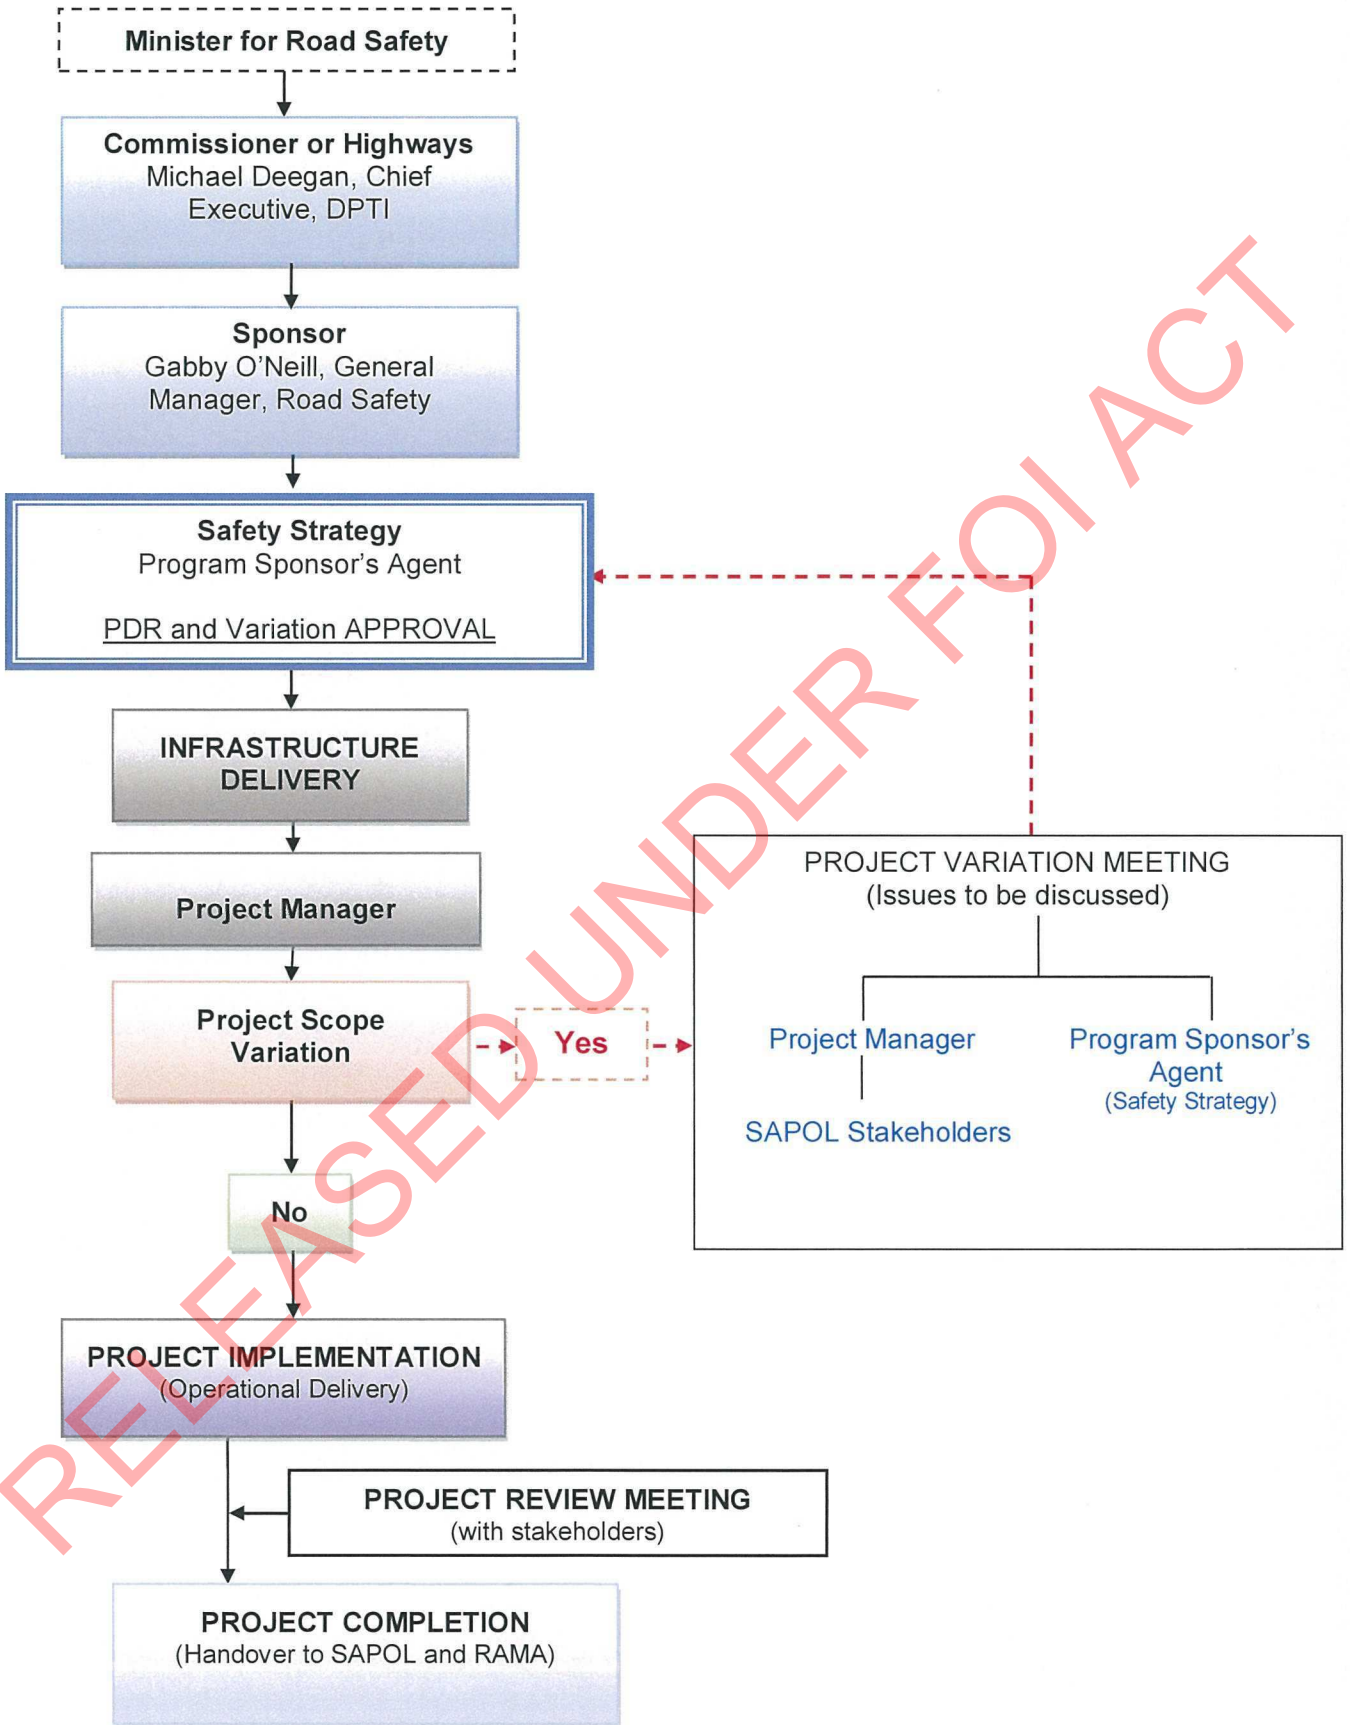 Minister for Road Safety
Commissioner or Highways
Michael Deegan, Chief
Executive, DPTI
Sponsor
Gabby O'Neill, General
Manager, Road Safety
Safety Strategy
Program Sponsor's Agent
PDR and Variation APPROVAL
INFRASTRUCTURE
DELIVERY
Project Manager
Project Scope
Variation
Yes
PROJECT VARIATION MEETING
(Issues to be discussed)
Project Manager
SAPOL Stakeholders
Program Sponsor's
Agent
(Safety Strategy)
No
PROJECT IMPLEMENTATION
(Operational Delivery)
PROJECT REVIEW MEETING
(with stakeholders)
PROJECT COMPLETION
(Handover to SAPOL and RAMA)
RELEASED UNDER FOI ACT